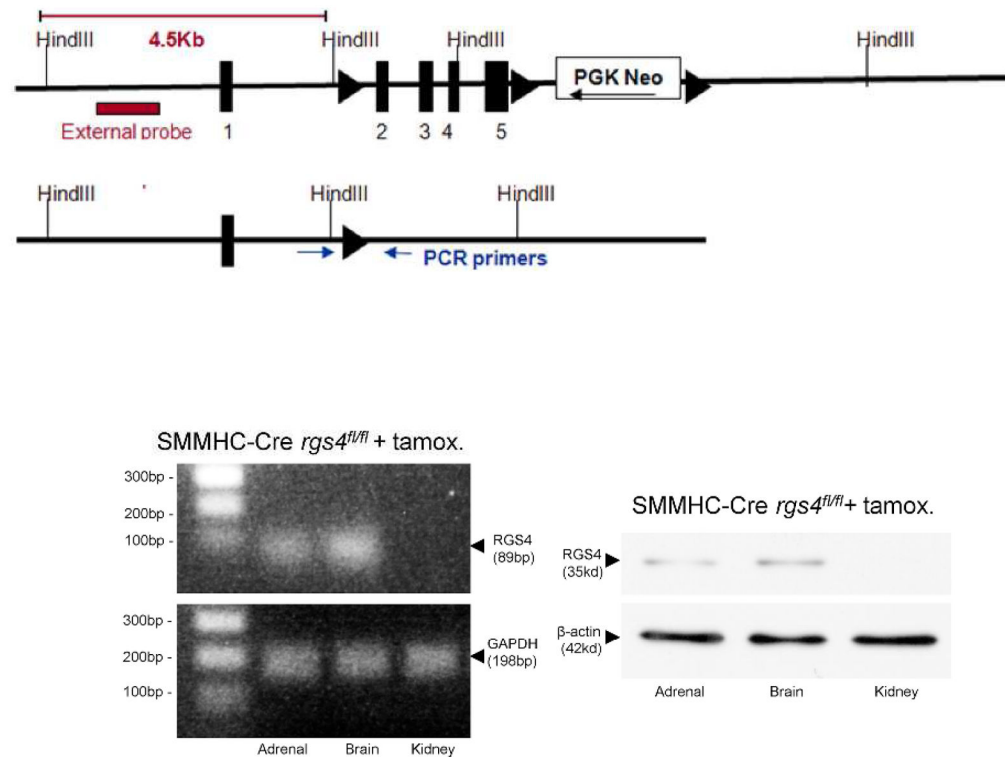 HindIII 4.5Kb HindIII HindIII HindIII
PGK Neo
External probe 1 2 3 4 5
HindIII HindIII HindIII
PCR primers
SMMHC-Cre rgs4fl/fl + tamox.
300bp -
200bp -
100bp -
RGS4
(89bp)
300bp -
200bp -
100bp -
GAPDH
(198bp)
Adrenal Brain Kidney
SMMHC-Cre rgs4fl/fl+ tamox.
RGS4
(35kd)
β-actin
(42kd)
Adrenal Brain Kidney